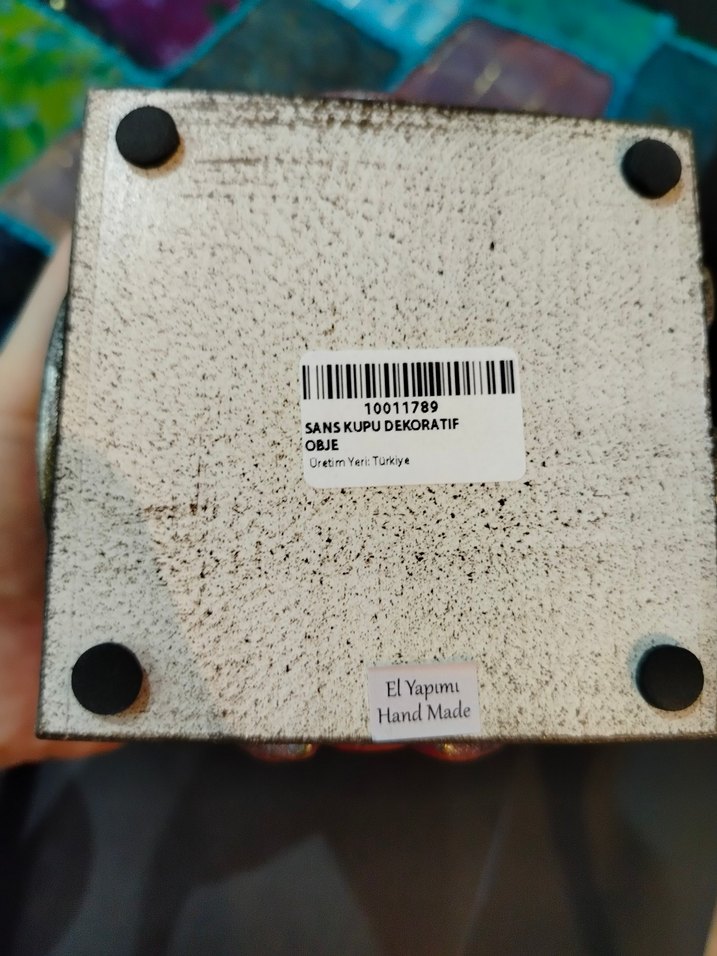 10011789
SANS KUPU DEKORATIF
OBJE
Üretim Yeri: Türkiye
El Yapımı
Hand Made